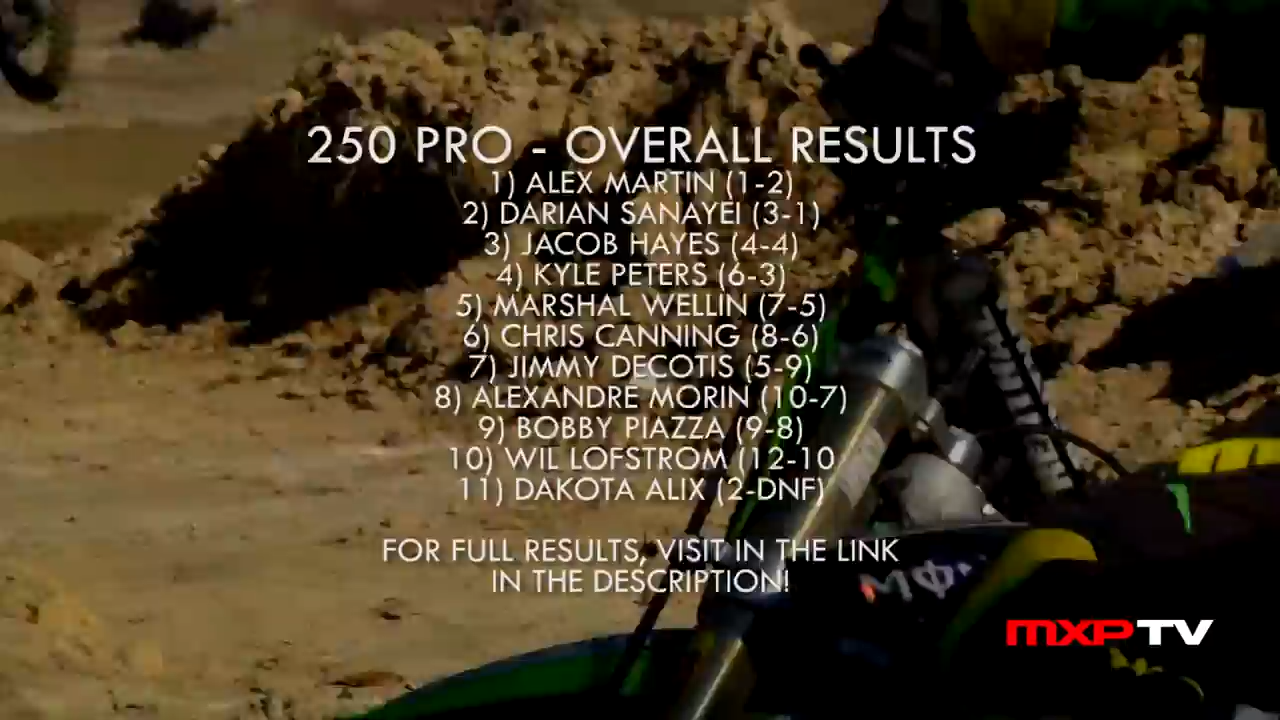 250 PRO - OVERALL RESULTS
1) ALEX MARTIN (1-2)
2) DARIAN SANAYEI (3-1)
3) JACOB HAYES (4-4)
4) KYLE PETERS (6-3)
5) MARSHAL WELLIN (7-5)
6) CHRIS CANNING (8-6)
7) JIMMY DECOTIS (5-9)
8) ALEXANDRE MORIN (10-7)
9) BOBBY PIAZZA (9-8)
10) WIL LOFSTROM (12-10
11) DAKOTA ALIX (2-DNF)
FOR FULL RESULTS, VISIT IN THE LINK
IN THE DESCRIPTION!
MXPTV